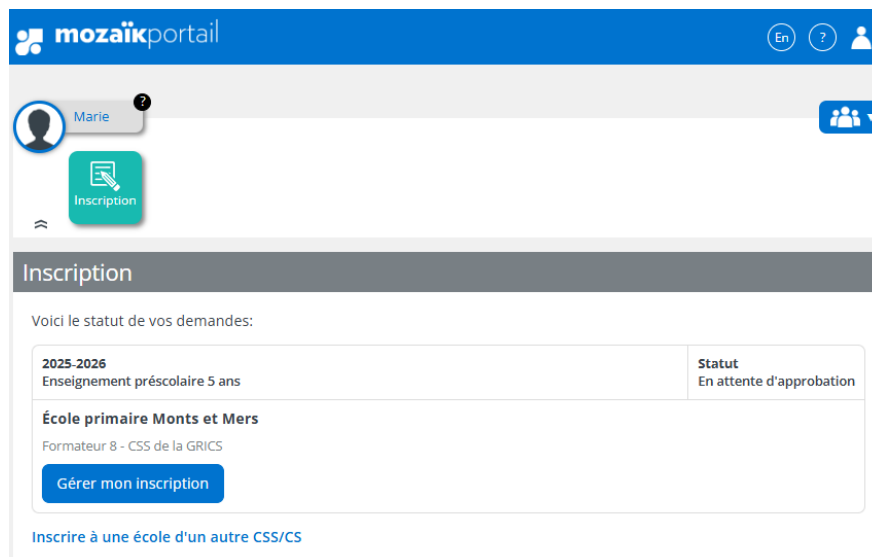 mozaïkportail
En ?
Marie ?
Inscription
Inscription
Voici le statut de vos demandes:
2025-2026
Enseignement préscolaire 5 ans
Statut
En attente d'approbation
École primaire Monts et Mers
Formateur 8 - CSS de la GRICS
Gérer mon inscription
Inscrire à une école d'un autre CSS/CS